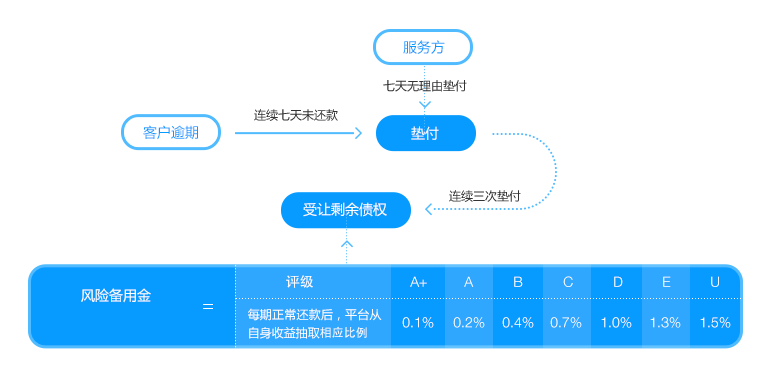 服务方
七天无理由垫付
连续七天未还款
客户逾期
垫付
连续三次垫付
受让剩余债权
风险备用金
=
评级
A+ A B C D E U
每期正常还款后，平台从
自身收益抽取相应比例
0.1% 0.2% 0.4% 0.7% 1.0% 1.3% 1.5%